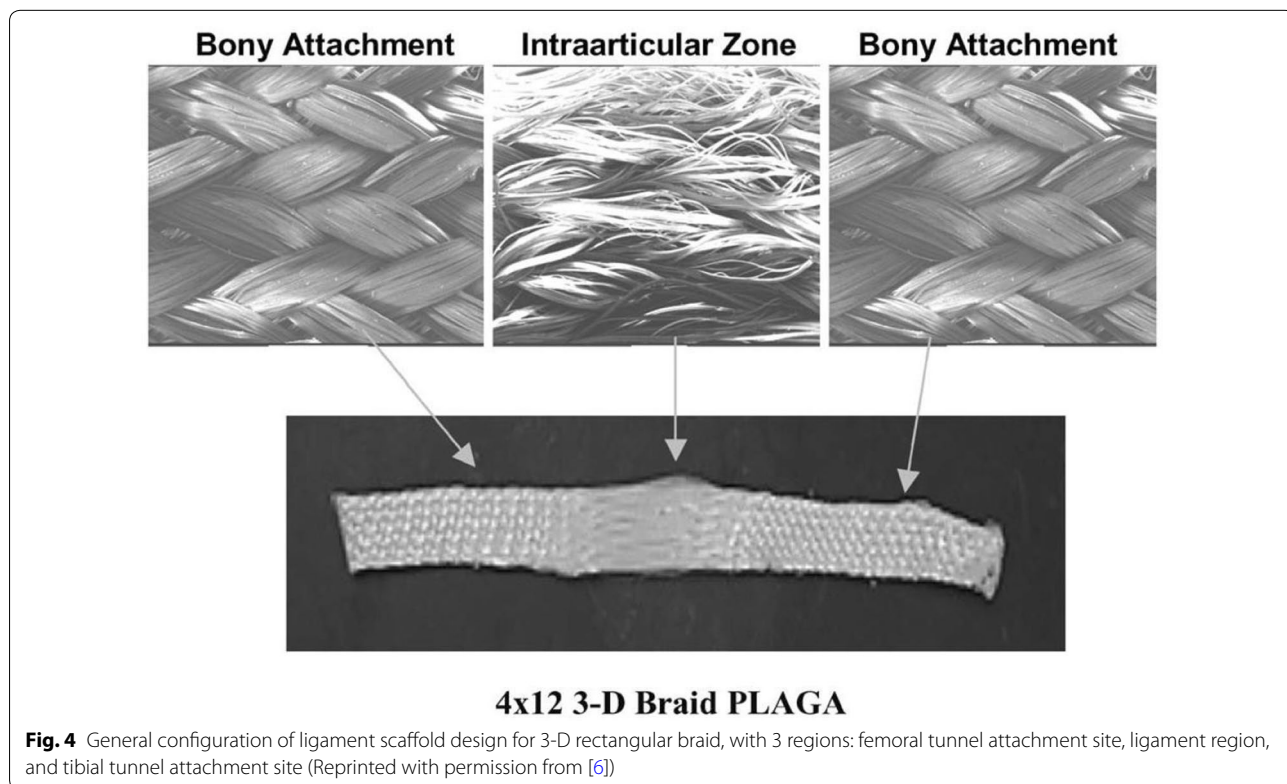 Bony Attachment Intraarticular Zone Bony Attachment
4x12 3-D Braid PLAGA
Fig. 4 General configuration of ligament scaffold design for 3-D rectangular braid, with 3 regions: femoral tunnel attachment site, ligament region,
and tibial tunnel attachment site (Reprinted with permission from [6])